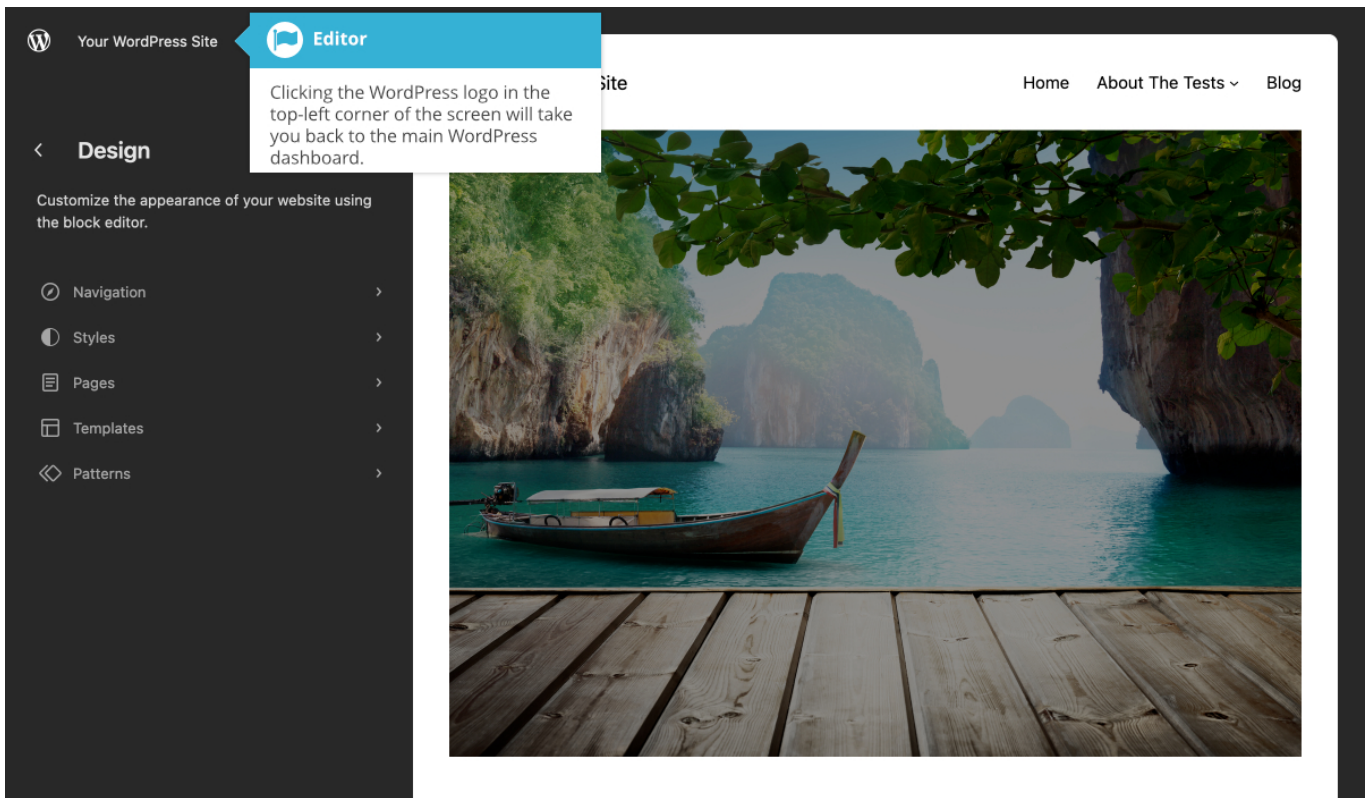 Your WordPress Site
Editor
Clicking the WordPress logo in the
top-left corner of the screen will take
you back to the main WordPress
dashboard.
Site
Home About The Tests Blog
Design
Customize the appearance of your website using
the block editor.
Navigation
Styles
Pages
Templates
Patterns